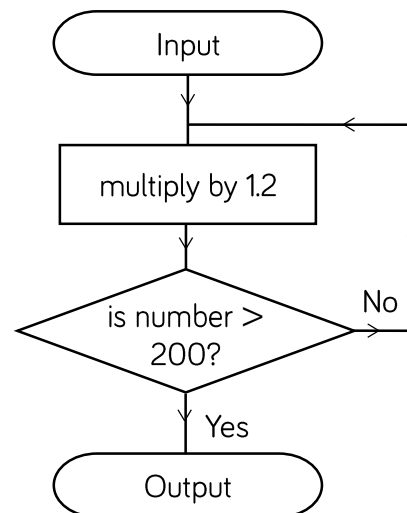 Input
multiply by 1.2
is number >
200?
No
Yes
Output